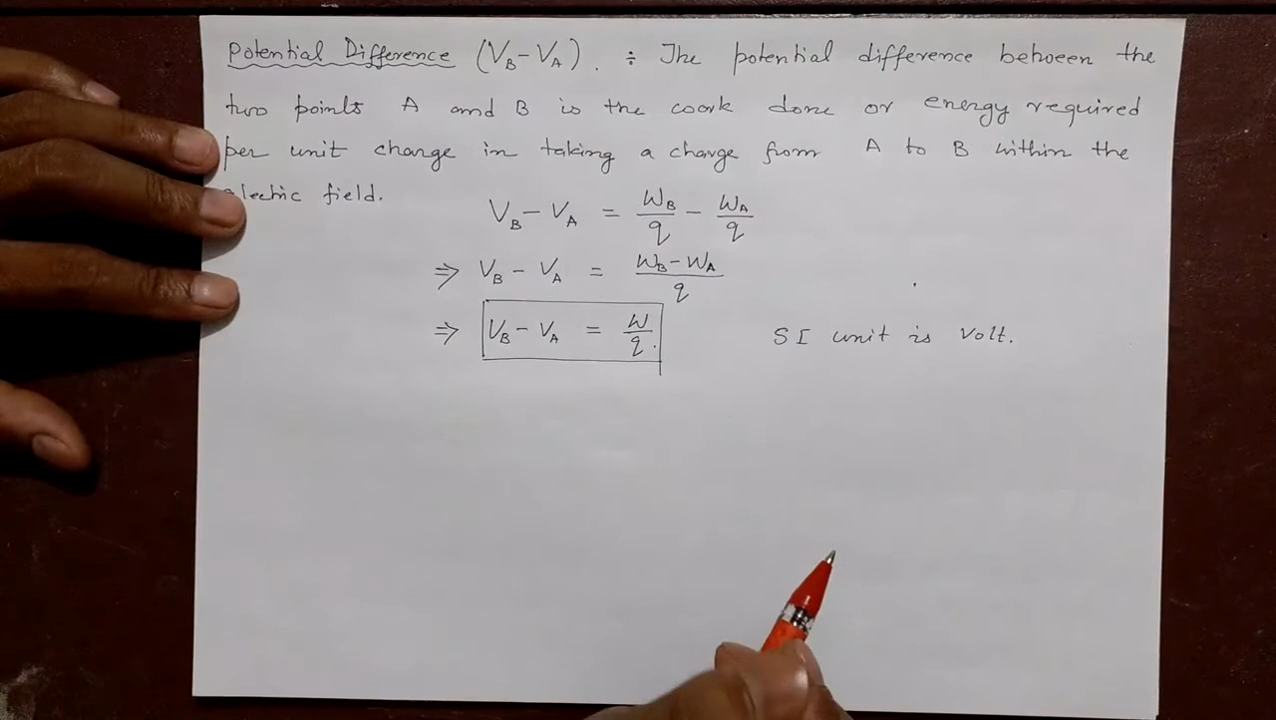 Potential Difference (V_B - V_A). ÷ The potential difference between the
two points A and B is the work done or energy required
per unit charge in taking a charge from A to B within the
electric field.
V_B - V_A = W_B/q - W_A/q
⇒ V_B - V_A = (W_B - W_A)/q
⇒ V_B - V_A = W/q. SI unit is Volt.